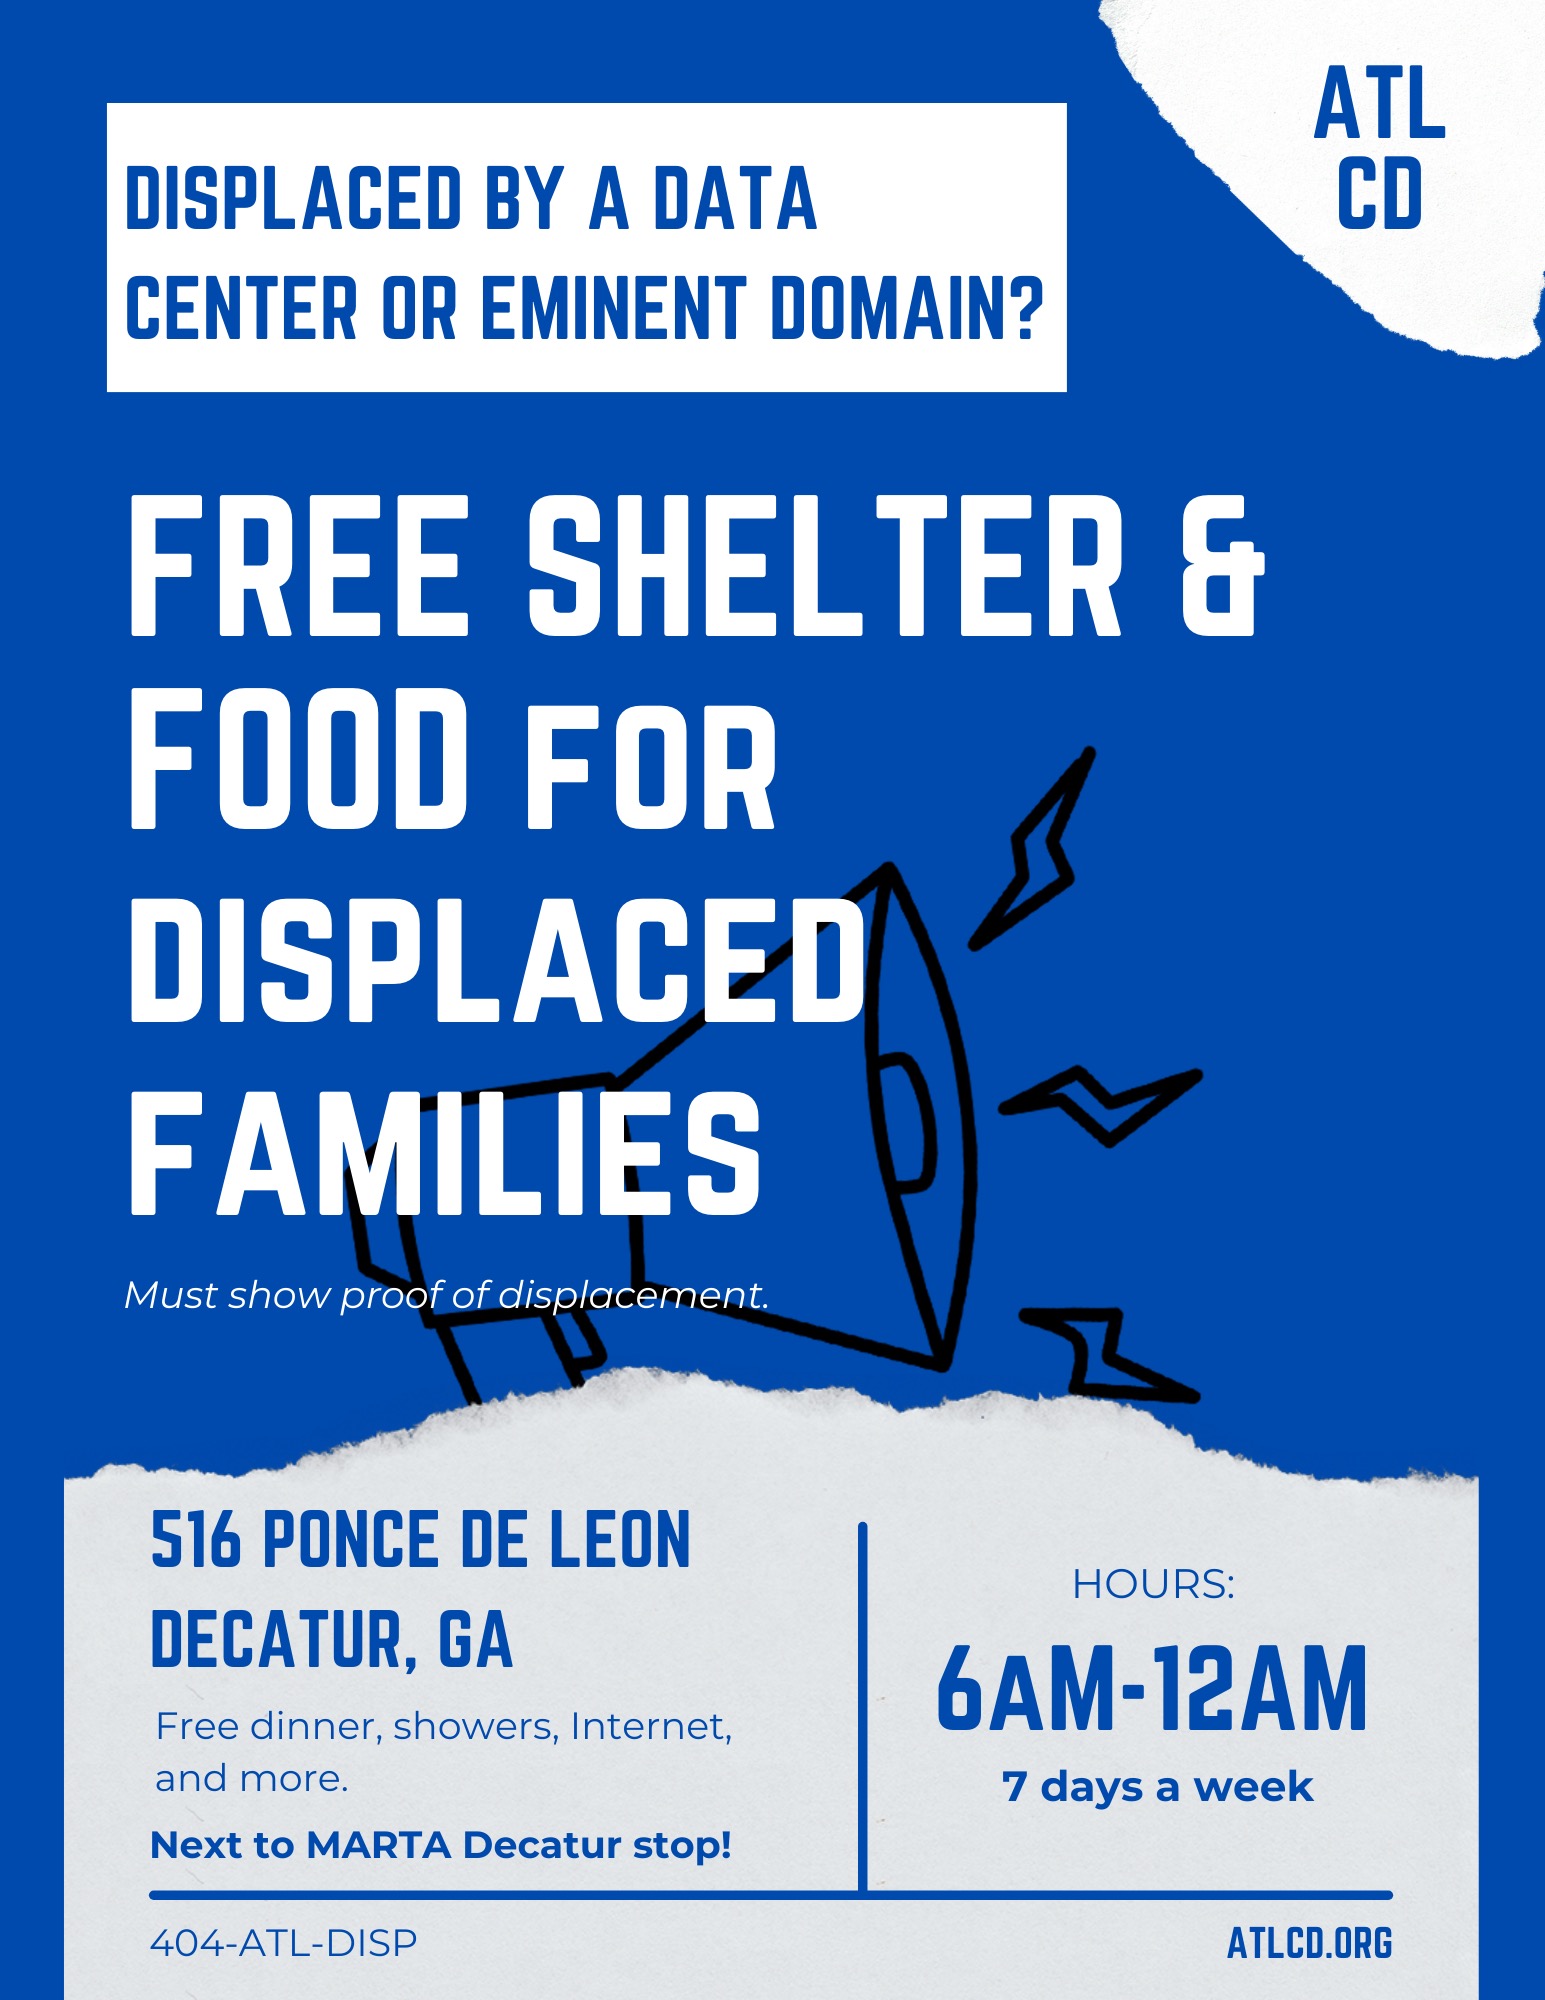 ATL
CD
DISPLACED BY A DATA
CENTER OR EMINENT DOMAIN?
FREE SHELTER &
FOOD FOR
DISPLACED
FAMILIES
Must show proof of displacement.
516 PONCE DE LEON
DECATUR, GA
Free dinner, showers, Internet,
and more.
Next to MARTA Decatur stop!
HOURS:
6AM-12AM
7 days a week
404-ATL-DISP
ATLCD.ORG